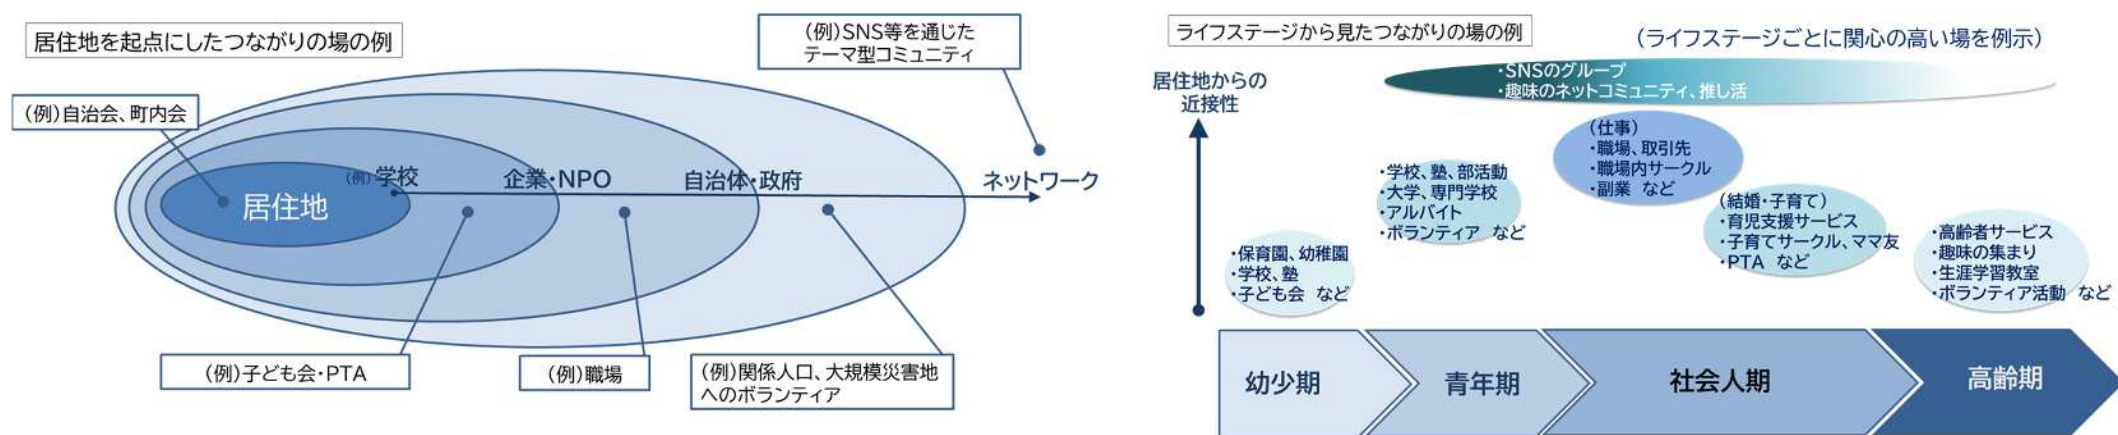 居住地を起点にしたつながりの場の例
(例)SNS等を通じた
テーマ型コミュニティ
(例)自治会、町内会
居住地
(例)学校
企業・NPO
自治体・政府
ネットワーク
(例)子ども会・PTA
(例)職場
(例)関係人口、大規模災害地
へのボランティア
ライフステージから見たつながりの場の例
(ライフステージごとに関心の高い場を例示)
居住地からの
近接性
・SNSのグループ
・趣味のネットコミュニティ、推し活
・保育園、幼稚園
・学校、塾
・子ども会 など
・学校、塾、部活動
・大学、専門学校
・アルバイト
・ボランティア など
(仕事)
・職場、取引先
・職場内サークル
・副業 など
(結婚・子育て)
・育児支援サービス
・子育てサークル、ママ友
・PTA など
・高齢者サービス
・趣味の集まり
・生涯学習教室
・ボランティア活動 など
幼少期
青年期
社会人期
高齢期